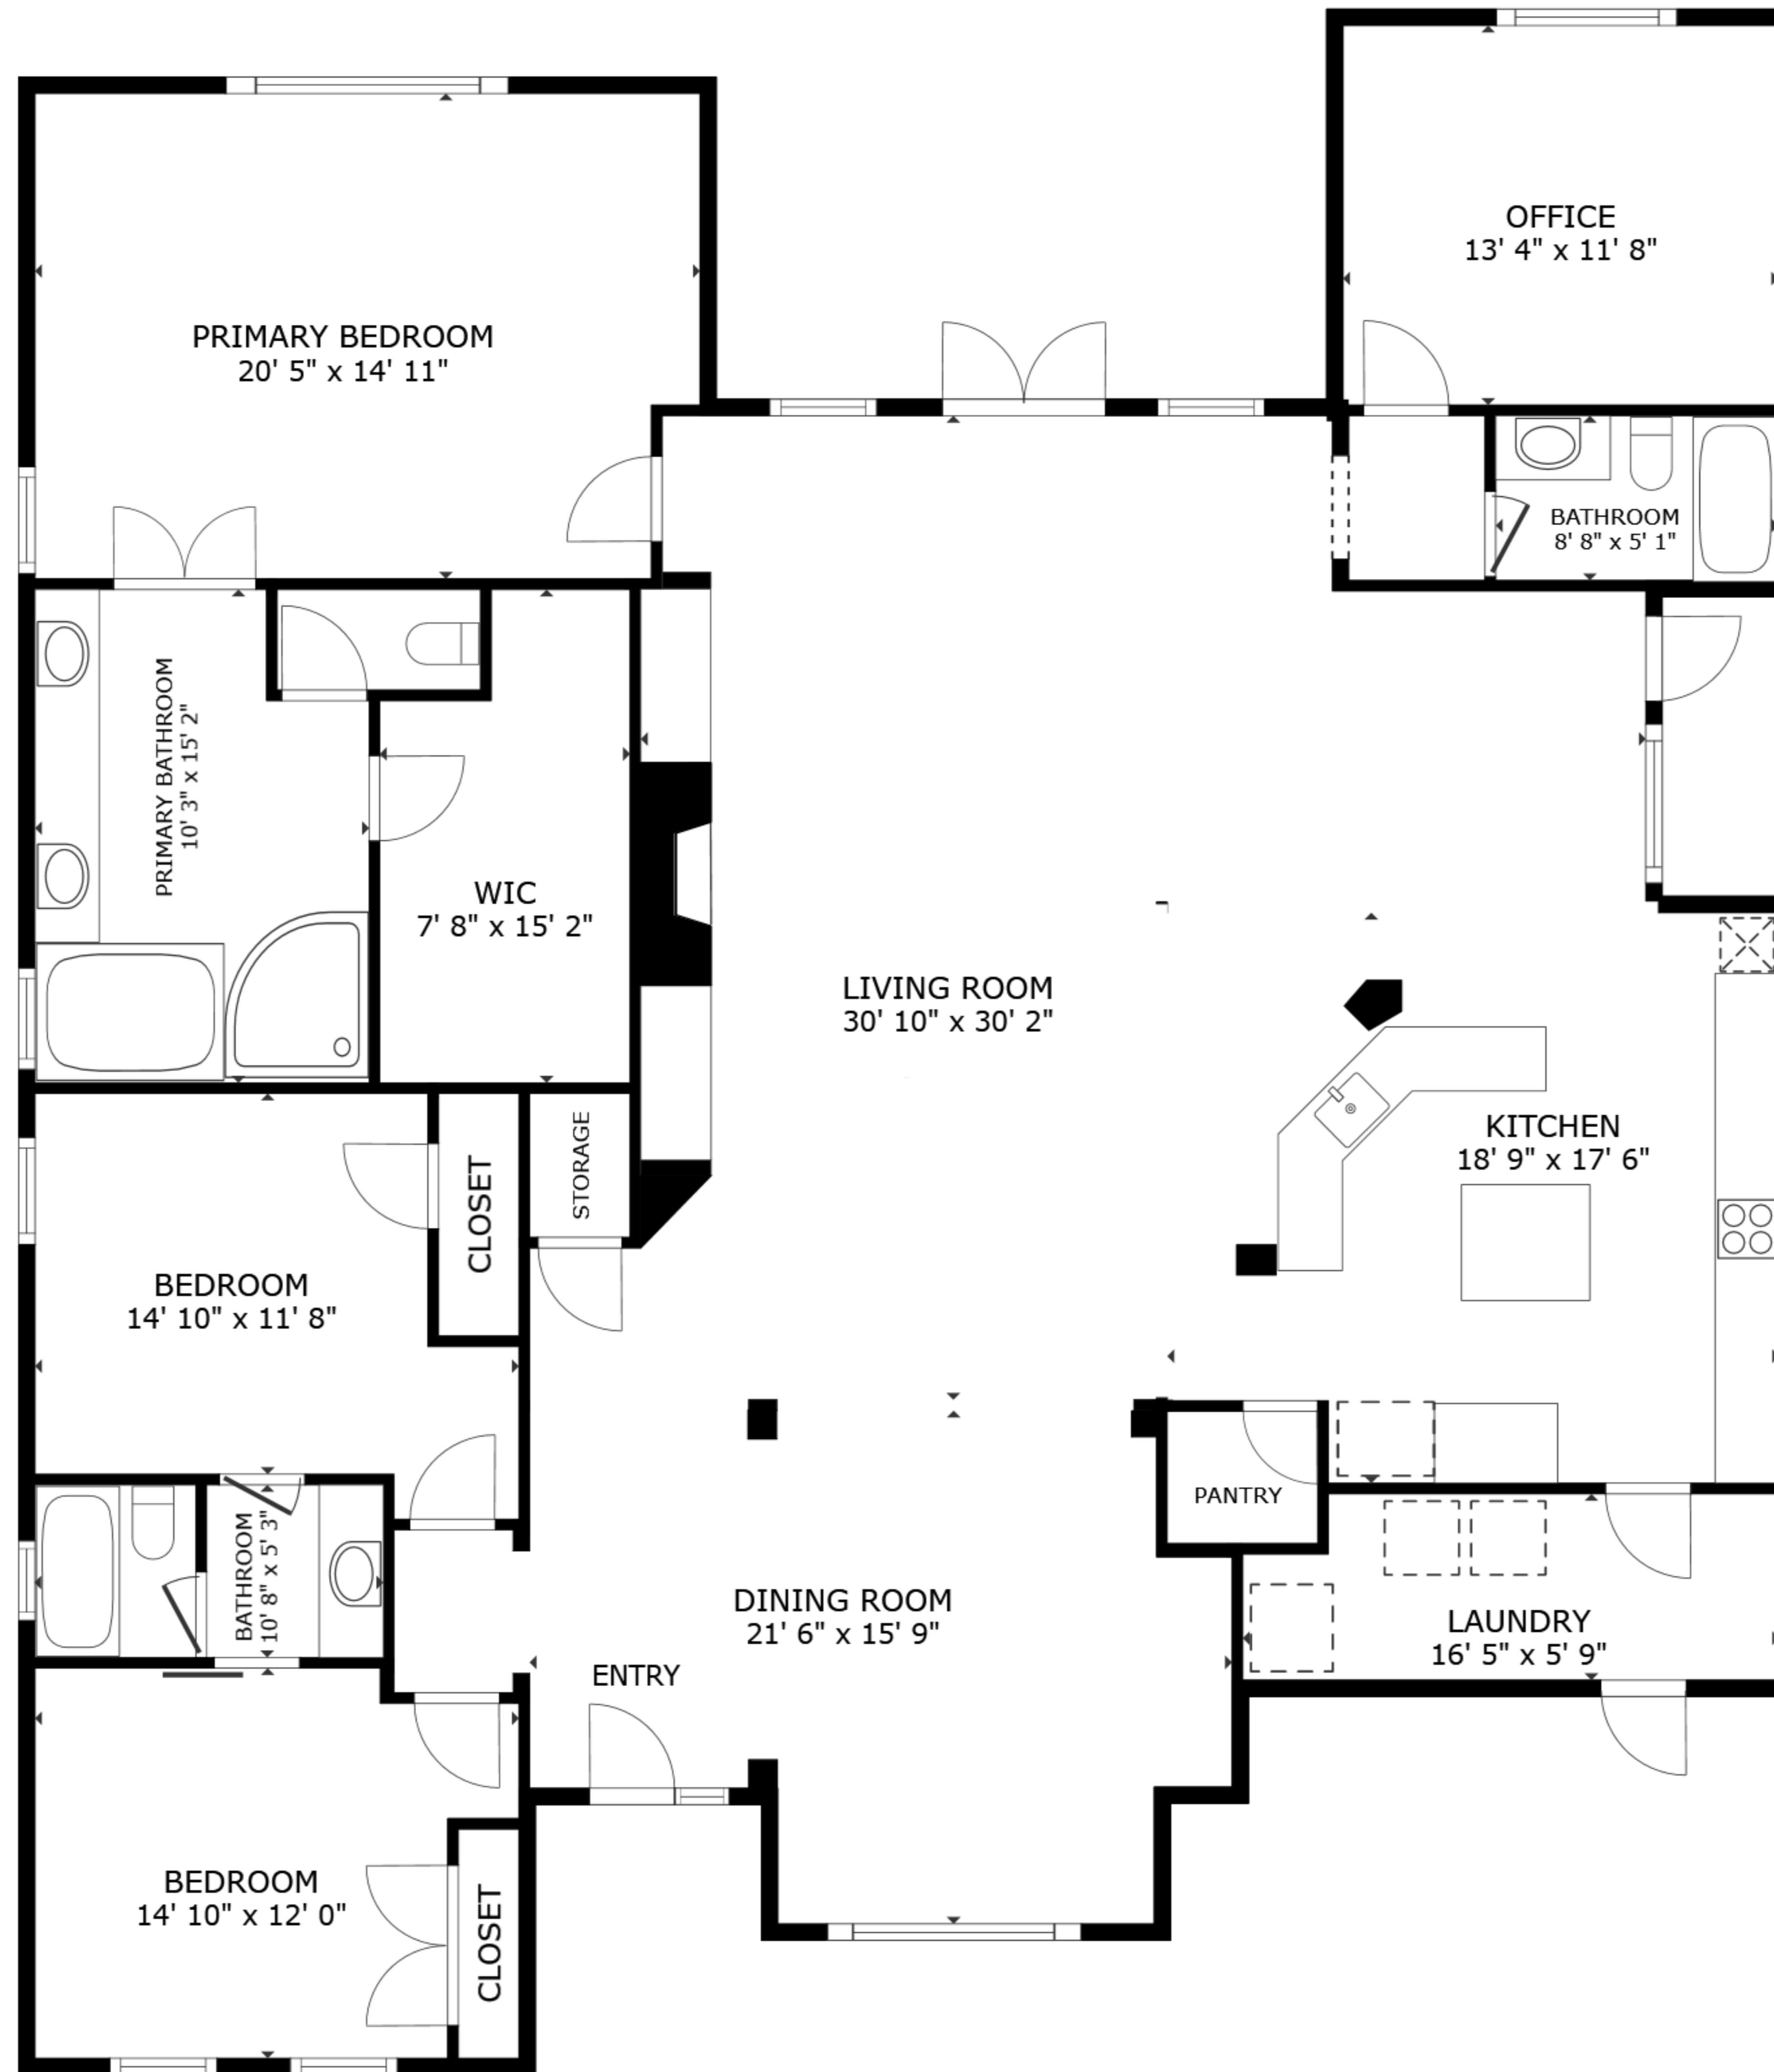 OFFICE
13' 4" x 11' 8"
PRIMARY BEDROOM
20' 5" x 14' 11"
BATHROOM
8' 8" x 5' 1"
PRIMARY BATHROOM
10' 3" x 15' 2"
WIC
7' 8" x 15' 2"
LIVING ROOM
30' 10" x 30' 2"
KITCHEN
18' 9" x 17' 6"
STORAGE
CLOSET
BEDROOM
14' 10" x 11' 8"
PANTRY
BATHROOM
10' 8" x 5' 3"
DINING ROOM
21' 6" x 15' 9"
LAUNDRY
16' 5" x 5' 9"
ENTRY
BEDROOM
14' 10" x 12' 0"
CLOSET